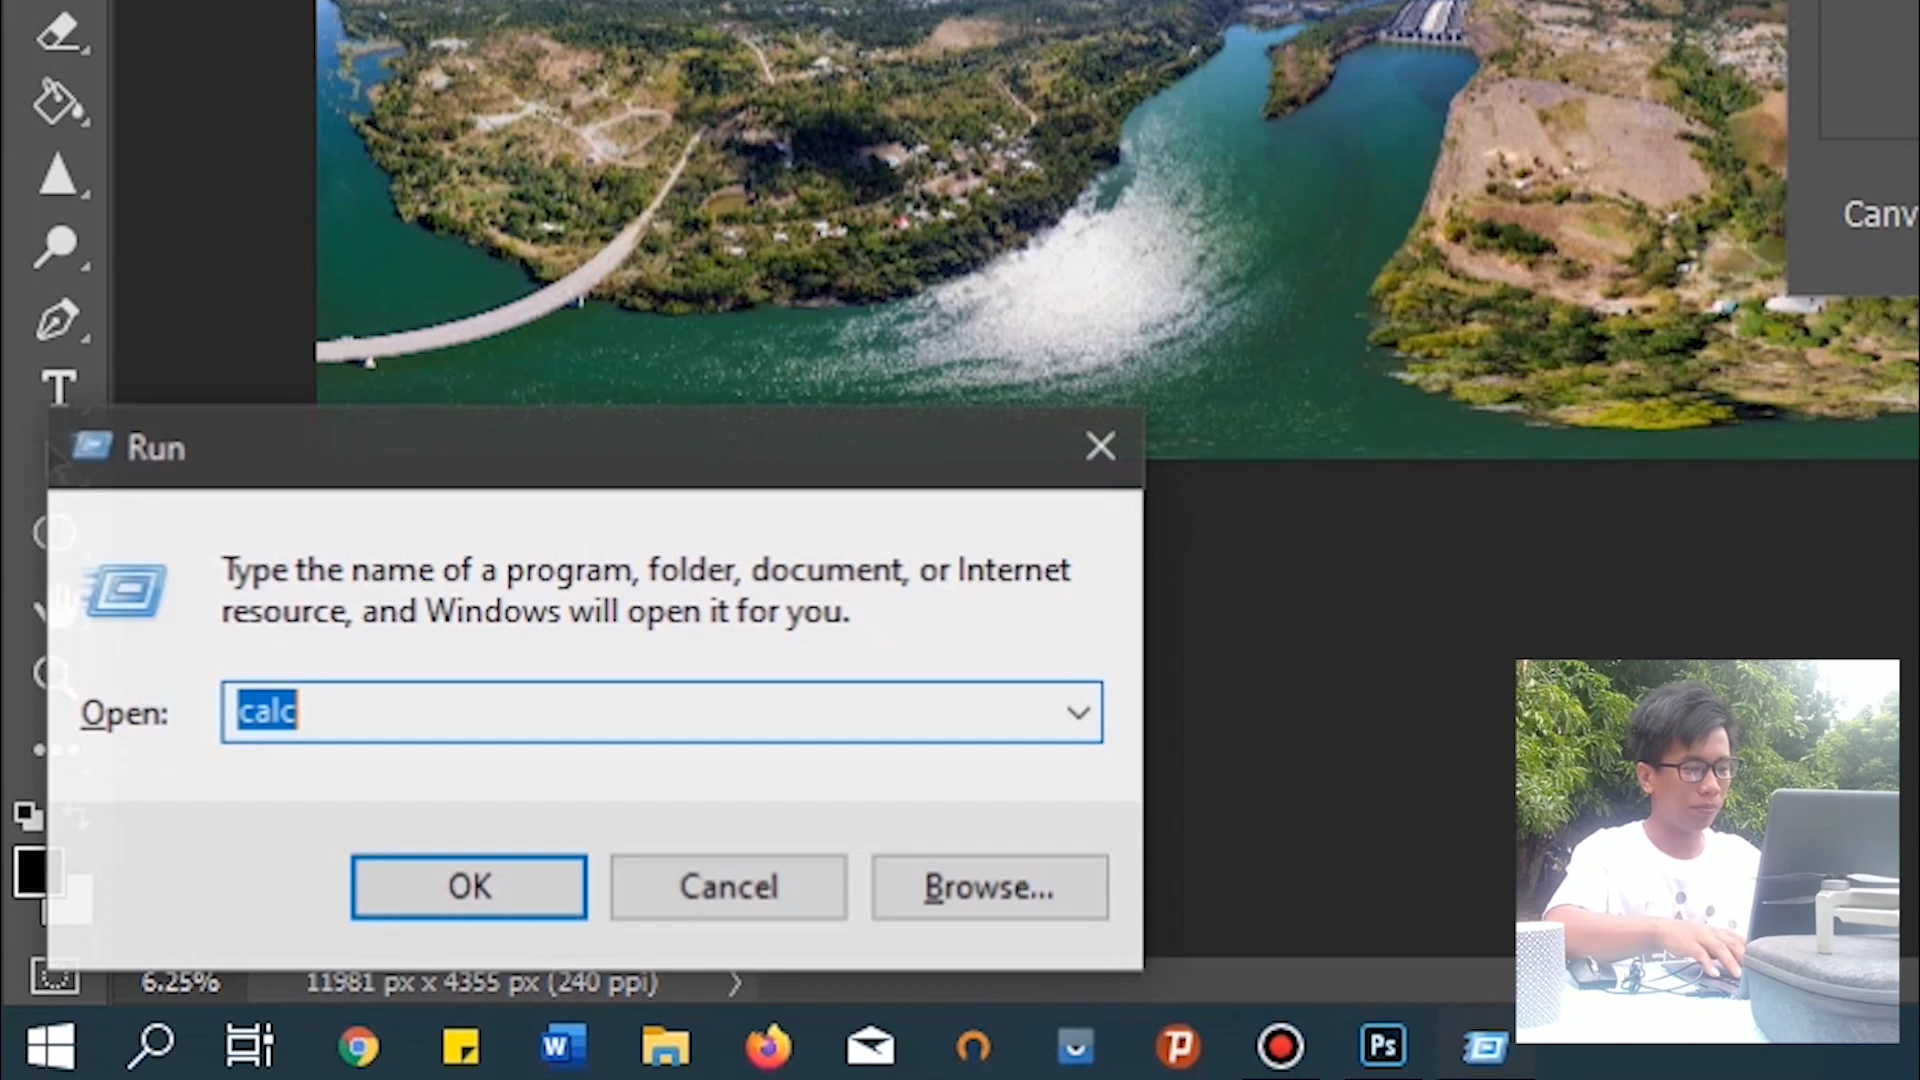 Canv
Run
Type the name of a program, folder, document, or Internet
resource, and Windows will open it for you.
Open:
calc
OK
Cancel
Browse...
6.25%
11981 px x 4355 px (240 ppi)
W
Ps